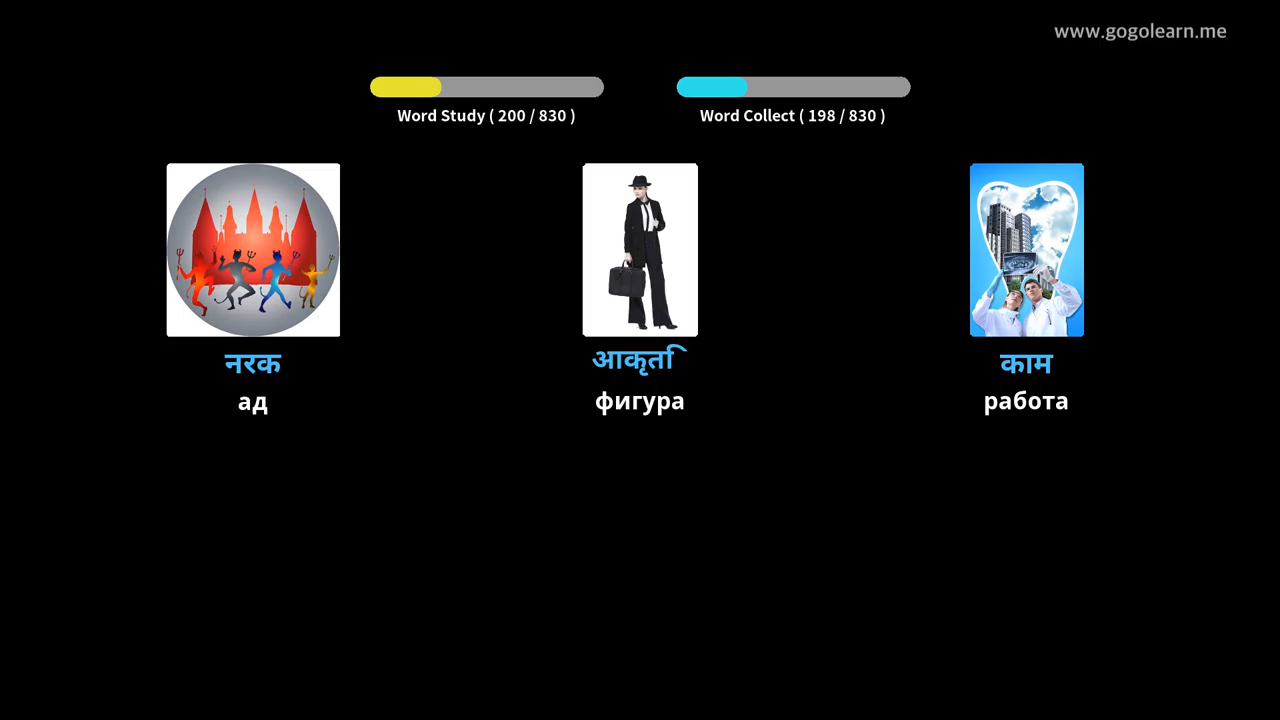 www.gogolearn.me
Word Study ( 200 / 830 )
Word Collect ( 198 / 830 )
नरक
आकृति
काम
ад
фигура
работа